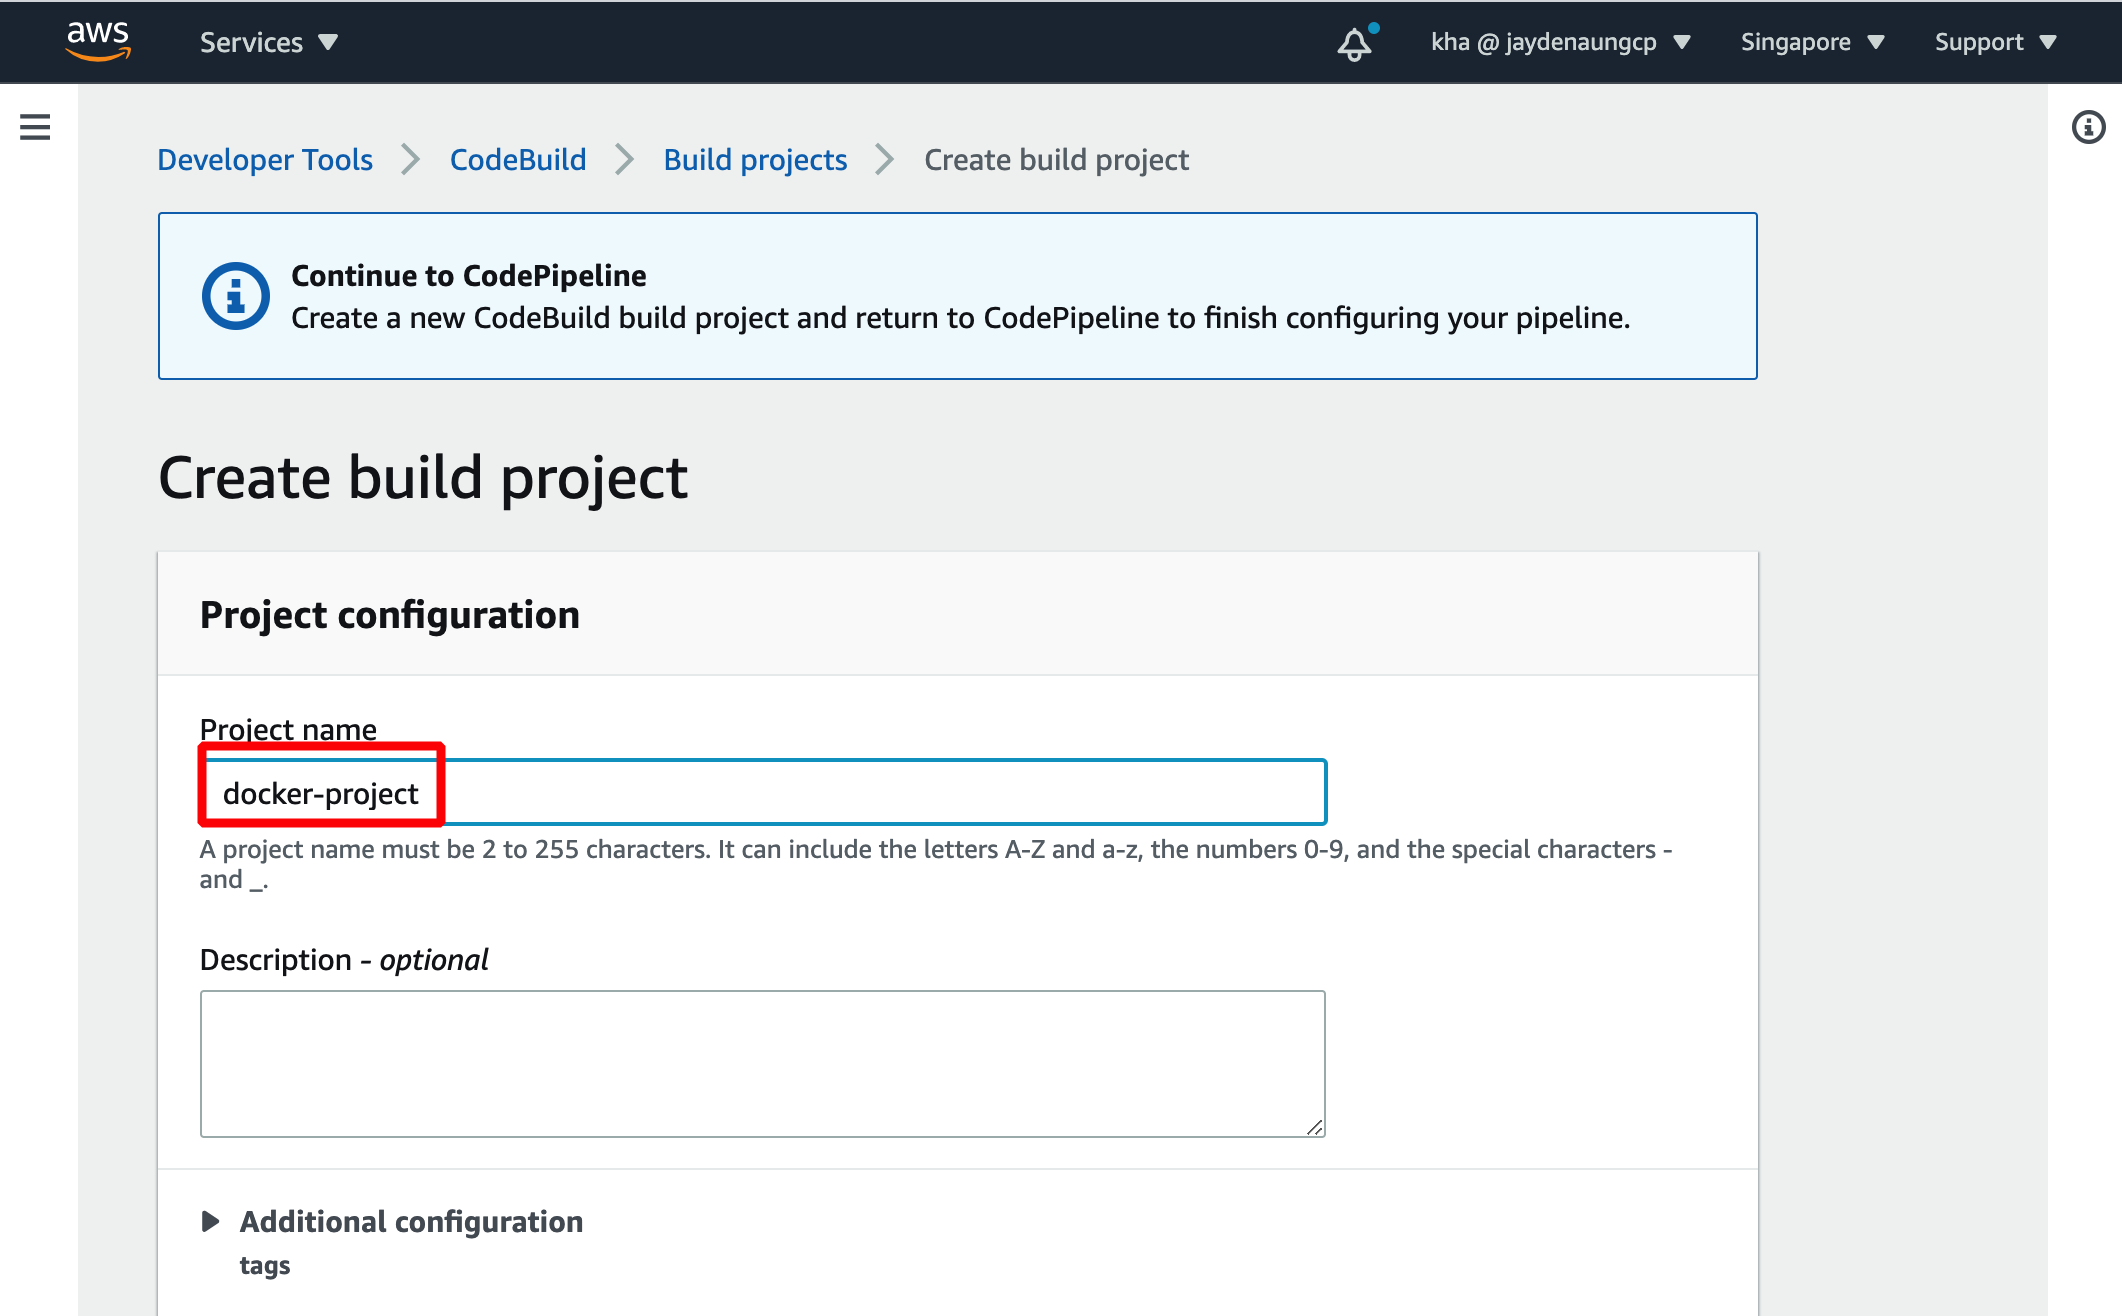 aws
Services
kha @ jaydenaungcp
Singapore
Support
Developer Tools
CodeBuild
Build projects
Create build project
Continue to CodePipeline
Create a new CodeBuild build project and return to CodePipeline to finish configuring your pipeline.
Create build project
Project configuration
Project name
docker-project
A project name must be 2 to 255 characters. It can include the letters A-Z and a-z, the numbers 0-9, and the special characters -
and _.
Description - optional
Additional configuration
tags